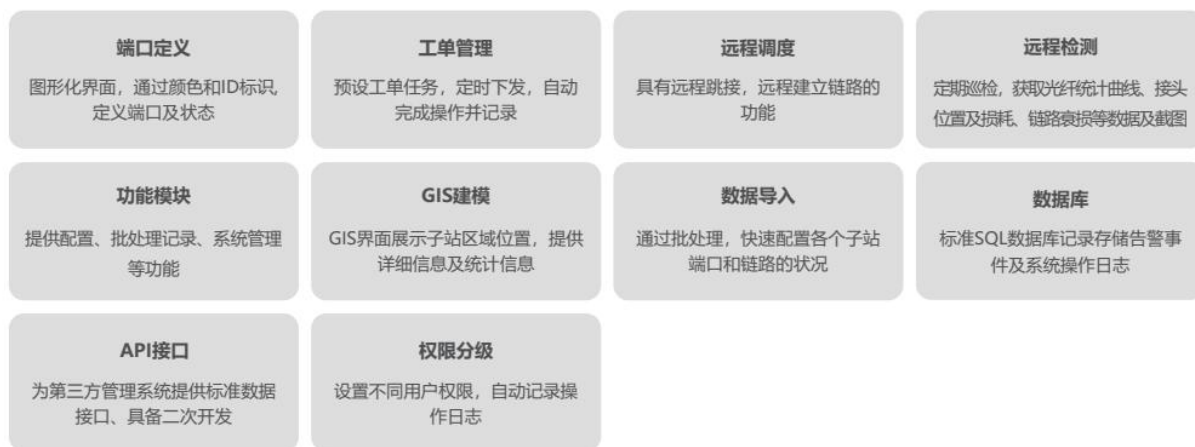 端口定义
图形化界面，通过颜色和ID标识,
定义端口及状态
工单管理
预设工单任务，定时下发，自动
完成操作并记录
远程调度
具有远程跳接，远程建立链路的
功能
远程检测
定期巡检，获取光纤统计曲线、接头
位置及损耗、链路衰损等数据及截图
功能模块
提供配置、批处理记录、系统管理
等功能
GIS建模
GIS界面展示子站区域位置，提供
详细信息及统计信息
数据导入
通过批处理，快速配置各个子站
端口和链路的状况
数据库
标准SQL数据库记录存储告警事
件及系统操作日志
API接口
为第三方管理系统提供标准数据
接口、具备二次开发
权限分级
设置不同用户权限，自动记录操
作日志